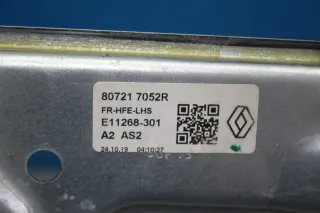 80721 7052R
FR-HFE-LHS
E11268-301
A2 AS2
24.10.19 04:10:27